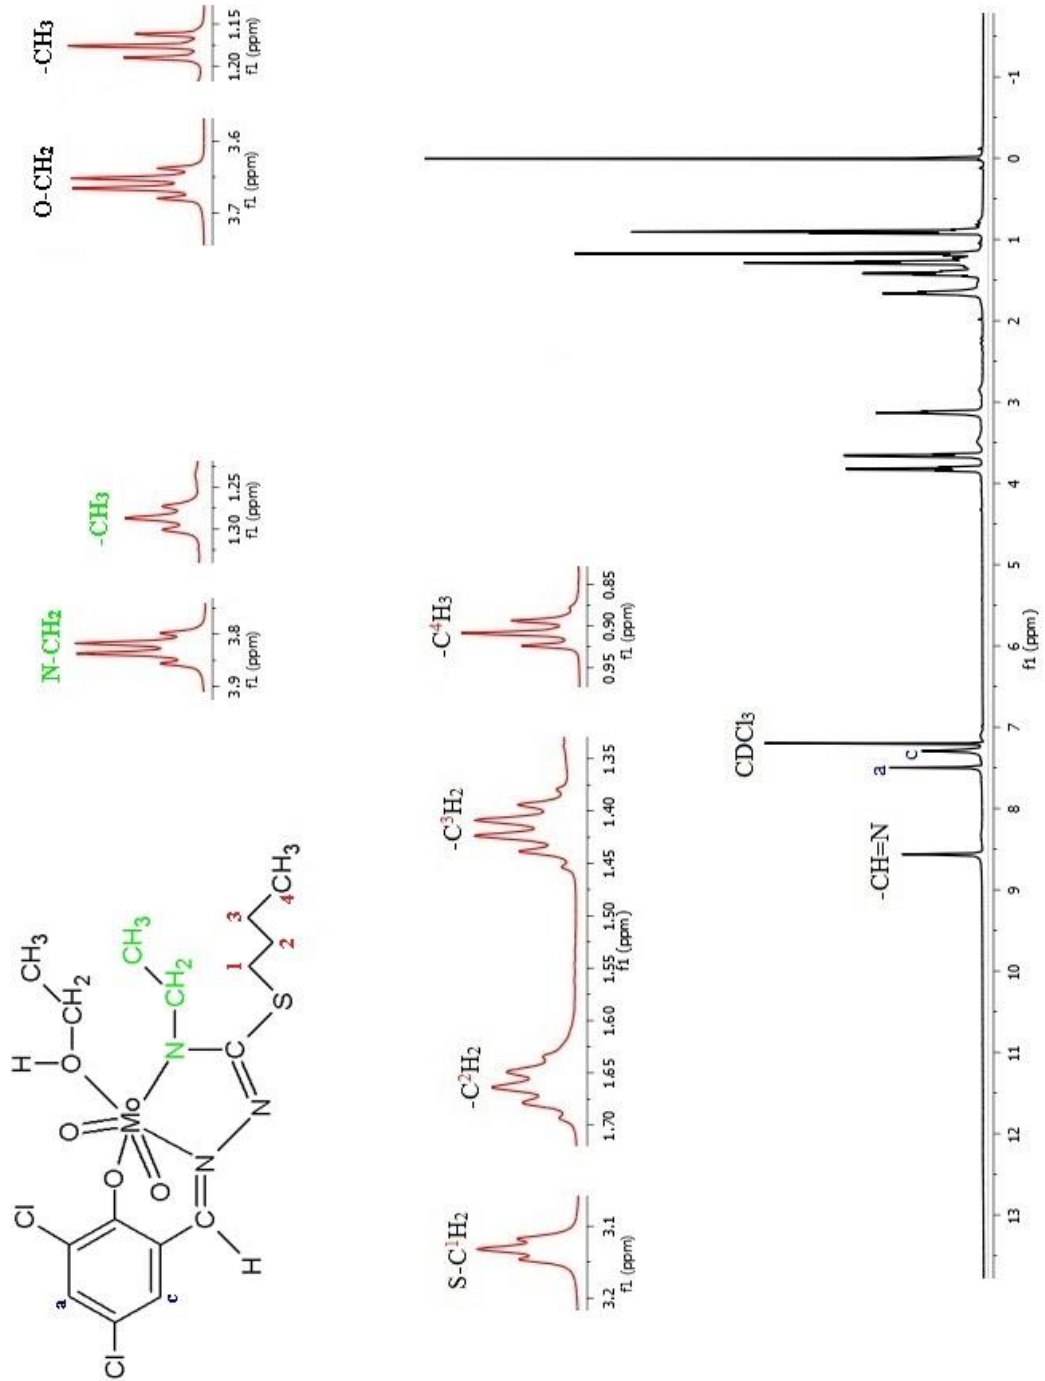 Cl
Cl
a
c
O
O
O
Mo
H
O
CH2
CH3
N
CH2
CH3
C
H
N
N
C
S
1
2
3
4
CH3
N-CH2
3.9
3.8
f1 (ppm)
-CH3
1.30
1.25
f1 (ppm)
O-CH2
3.7
3.6
f1 (ppm)
-CH3
1.20
1.15
f1 (ppm)
S-C1H2
3.2
3.1
f1 (ppm)
-C2H2
-C3H2
1.70
1.65
1.60
1.55
1.50
1.45
1.40
1.35
f1 (ppm)
-C4H3
0.95
0.90
0.85
f1 (ppm)
-CH=N
a
c
CDCl3
13
12
11
10
9
8
7
6
5
4
3
2
1
0
-1
f1 (ppm)